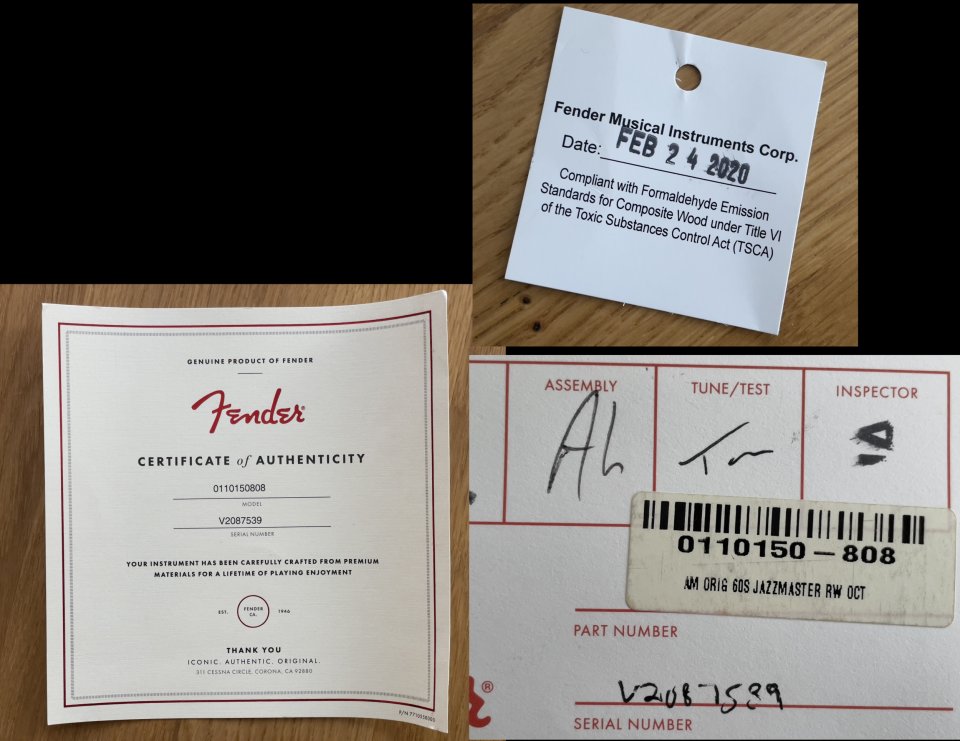 Fender Musical Instruments Corp.
Date: FEB 24 2020
Compliant with Formaldehyde Emission
Standards for Composite Wood under Title VI
of the Toxic Substances Control Act (TSCA)
GENUINE PRODUCT OF FENDER
Fender®
CERTIFICATE of AUTHENTICITY
0110150808
MODEL
V2087539
SERIAL NUMBER
YOUR INSTRUMENT HAS BEEN CAREFULLY CRAFTED FROM PREMIUM
MATERIALS FOR A LIFETIME OF PLAYING ENJOYMENT
EST. FENDER CA. 1946
THANK YOU
ICONIC. AUTHENTIC. ORIGINAL.
311 CESSNA CIRCLE, CORONA, CA 92880
ASSEMBLY TUNE/TEST INSPECTOR
0110150-808
AM ORIG 60S JAZZMASTER RW OCT
PART NUMBER
V2087539
SERIAL NUMBER